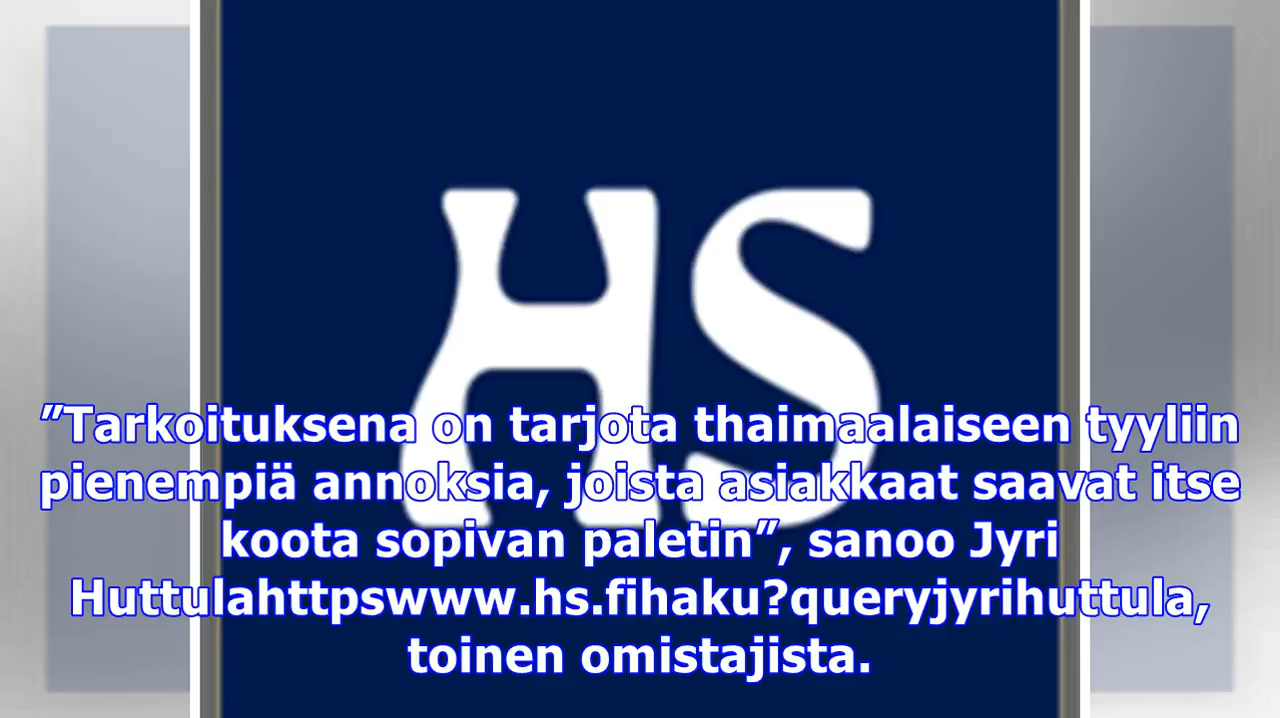 HS
”Tarkoituksena on tarjota thaimaalaiseen tyyliin
pienempiä annoksia, joista asiakkaat saavat itse
koota sopivan paletin”, sanoo Jyri
Huttulahttpswww.hs.fihaku?queryjyrihuttula,
toinen omistajista.